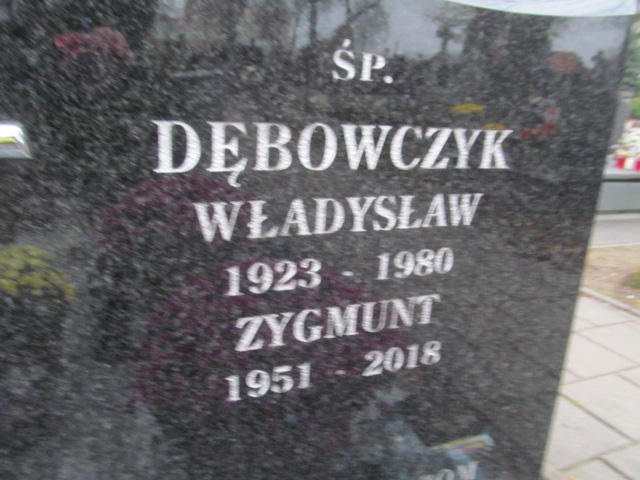 ŚP.
DĘBOWCZYK
WŁADYSŁAW
1923 - 1980
ZYGMUNT
1951 - 2018